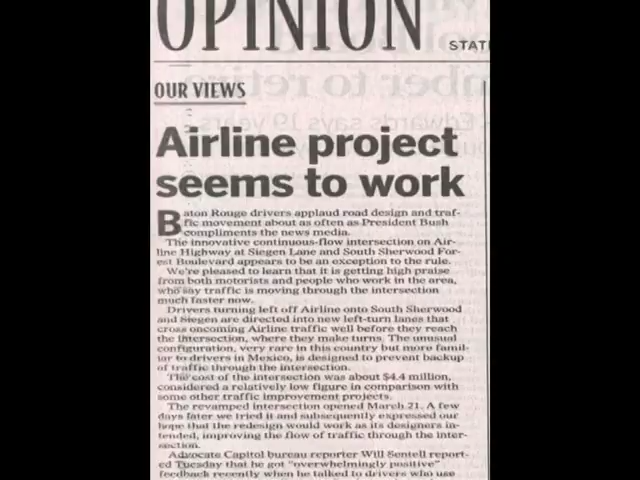 OPINION
STAT
OUR VIEWS
Airline project
seems to work
Baton Rouge drivers applaud road design and traf-
fic movement about as often as President Bush
compliments the news media.
The innovative continuous-flow intersection on Air-
line Highway at Siegen Lane and South Sherwood For-
est Boulevard appears to be an exception to the rule.
We're pleased to learn that it is getting high praise
from both motorists and people who work in the area,
who say traffic is moving through the intersection
much faster now.
Drivers turning left off Airline onto South Sherwood
and Siegen are directed into new left-turn lanes that
cross oncoming Airline traffic well before they reach
the intersection, where they make turns. The unusual
configuration, very rare in this country but more famil-
iar to drivers in Mexico, is designed to prevent backup
of traffic through the intersection.
The cost of the intersection was about $4.4 million,
considered a relatively low figure in comparison with
some other traffic improvement projects.
The revamped intersection opened March 21. A few
days later we tried it and subsequently expressed our
hope that the redesign would work as its designers in-
tended, improving the flow of traffic through the inter-
section.
Advocate Capitol bureau reporter Will Sentell report-
ed Tuesday that he got "overwhelmingly positive"
feedback recently when he talked to drivers who use